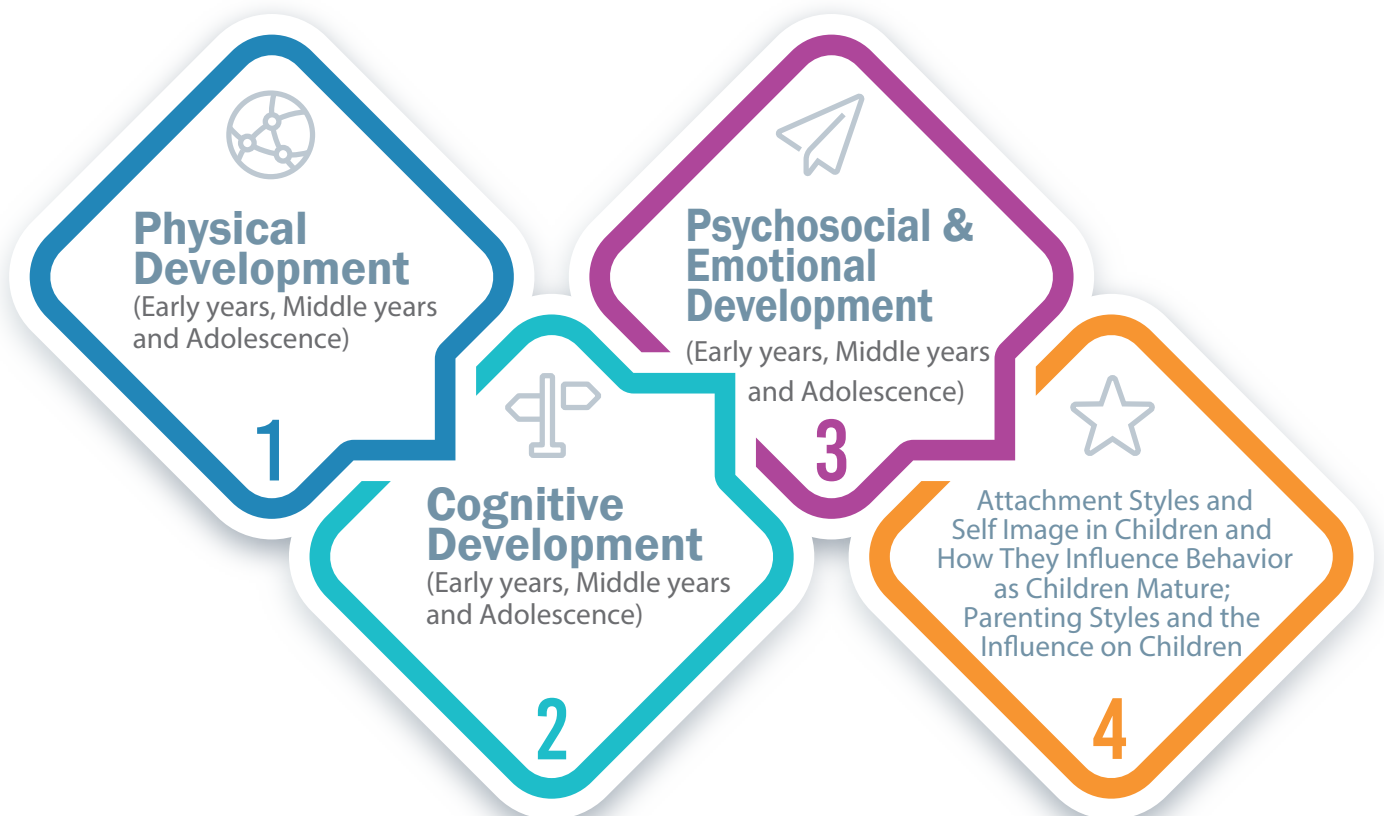 Physical
Development
(Early years, Middle years
and Adolescence)
1
Cognitive
Development
(Early years, Middle years
and Adolescence)
2
Psychosocial &
Emotional
Development
(Early years, Middle years
and Adolescence)
3
Attachment Styles and
Self Image in Children and
How They Influence Behavior
as Children Mature;
Parenting Styles and the
Influence on Children
4